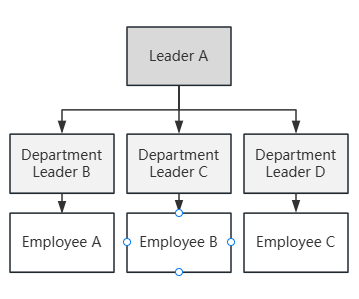 Leader A
Department
Leader B
Department
Leader C
Department
Leader D
Employee A
Employee B
Employee C